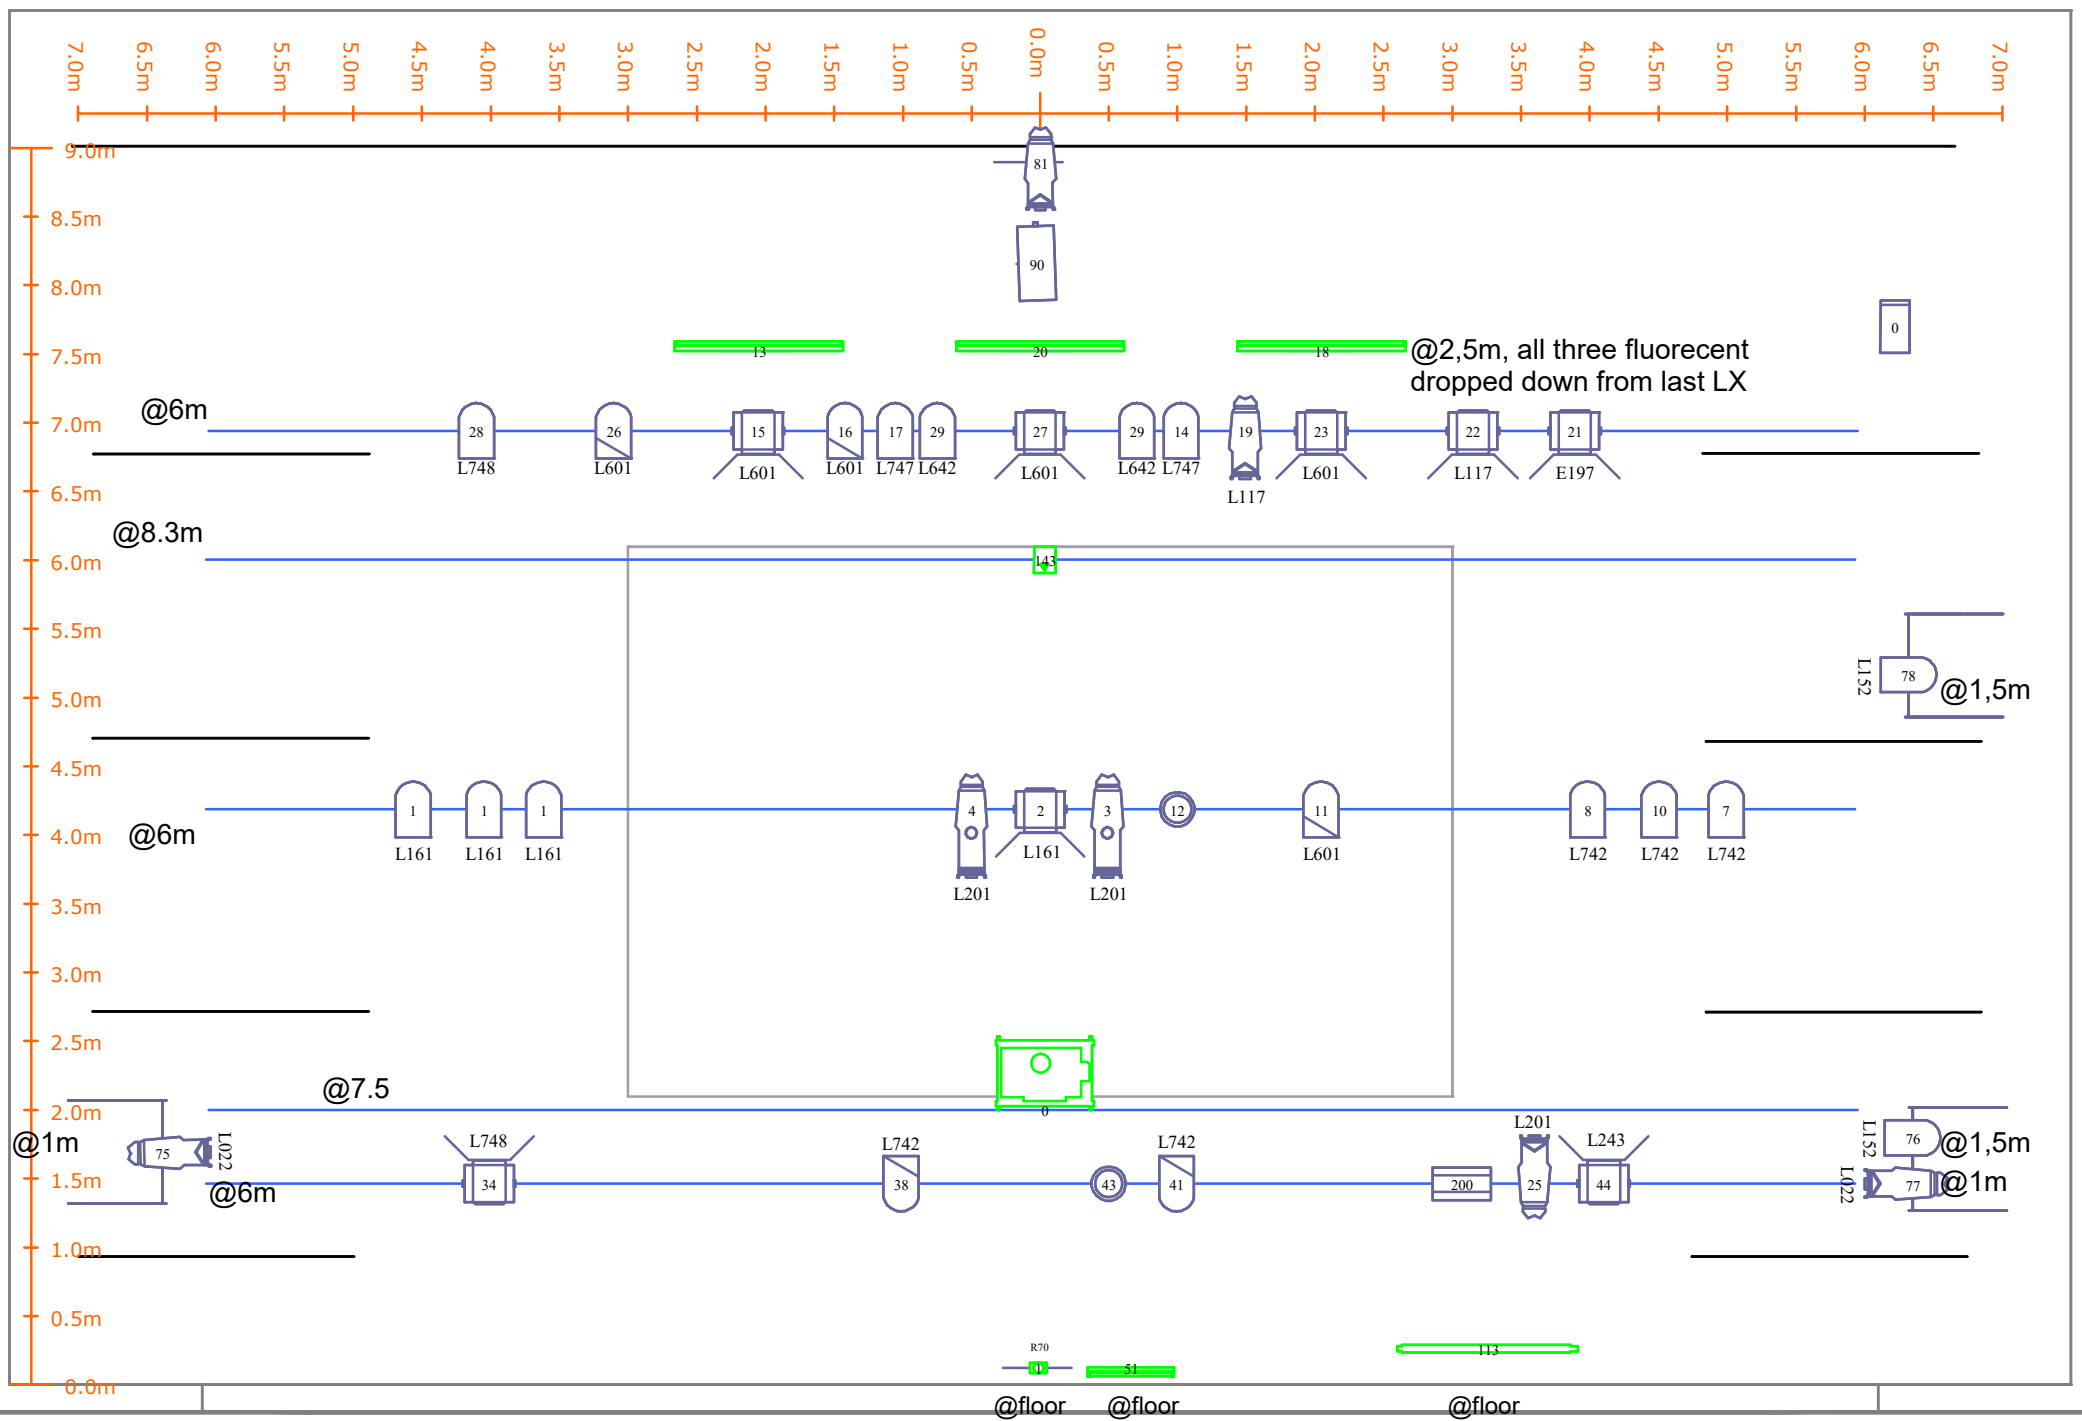 7.0m 6.5m 6.0m 5.5m 5.0m 4.5m 4.0m 3.5m 3.0m 2.5m 2.0m 1.5m 1.0m 0.5m 0.0m 0.5m 1.0m 1.5m 2.0m 2.5m 3.0m 3.5m 4.0m 4.5m 5.0m 5.5m 6.0m 6.5m 7.0m
9.0m
81
8.5m
90
8.0m
0
7.5m
13 20 18
@2,5m, all three fluorecent
dropped down from last LX
@6m
7.0m
28 26 15 16 17 29 27 29 14 19 23 22 21
L748 L601 L601 L601 L747 L642 L601 L642 L747 L117 L601 L117 E197
6.5m
@8.3m
6.0m
143
5.5m
L152 78 @1,5m
5.0m
4.5m
1 1 1 4 2 3 12 11 8 10 7
@6m
4.0m
L161 L161 L161 L201 L161 L201 L601 L742 L742 L742
3.5m
3.0m
2.5m
@7.5
2.0m
0
@1m 75 L022
L748 L742 L742 L201 L243
L152 76 @1,5m
1.5m
@6m
34 38 43 41 200 25 44
L022 77 @1m
1.0m
0.5m
R70
1 51 113
0.0m
@floor @floor @floor